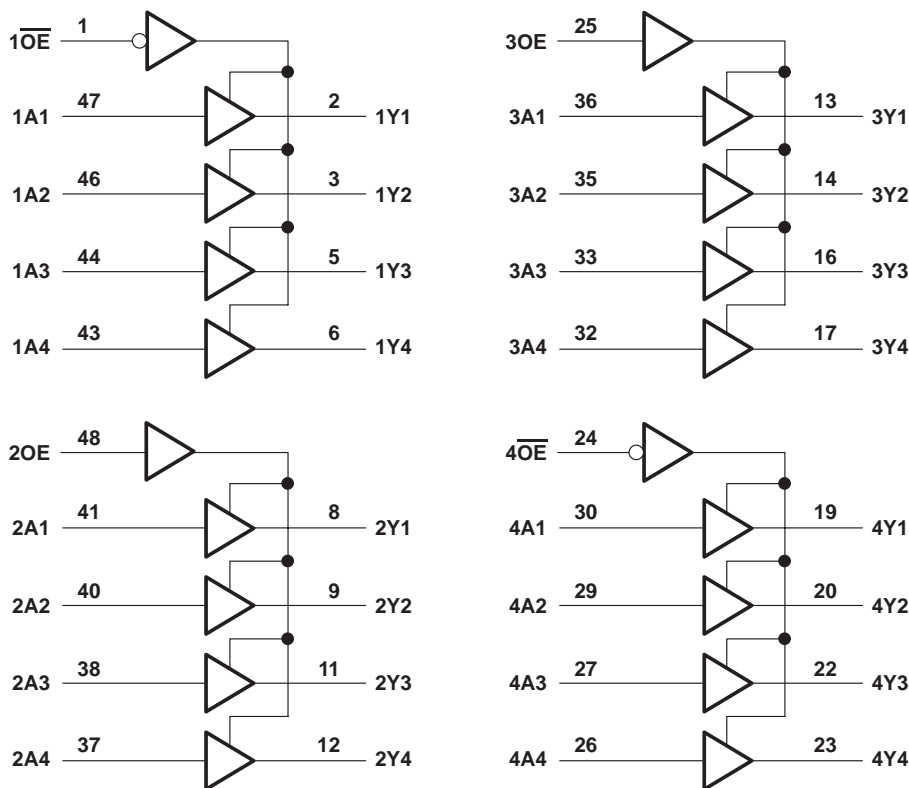 1O̅E̅ 1
1A1 47 2 1Y1
1A2 46 3 1Y2
1A3 44 5 1Y3
1A4 43 6 1Y4
3OE 25
3A1 36 13 3Y1
3A2 35 14 3Y2
3A3 33 16 3Y3
3A4 32 17 3Y4
2OE 48
2A1 41 8 2Y1
2A2 40 9 2Y2
2A3 38 11 2Y3
2A4 37 12 2Y4
4O̅E̅ 24
4A1 30 19 4Y1
4A2 29 20 4Y2
4A3 27 22 4Y3
4A4 26 23 4Y4